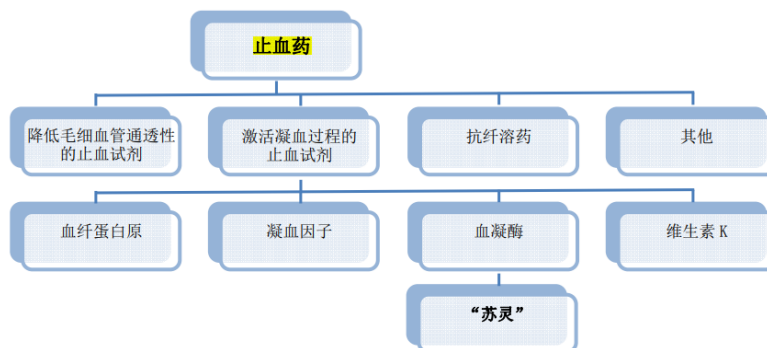 止血药
降低毛细血管通透性
的止血试剂
激活凝血过程的
止血试剂
抗纤溶药
其他
血纤蛋白原
凝血因子
血凝酶
维生素 K
“苏灵”